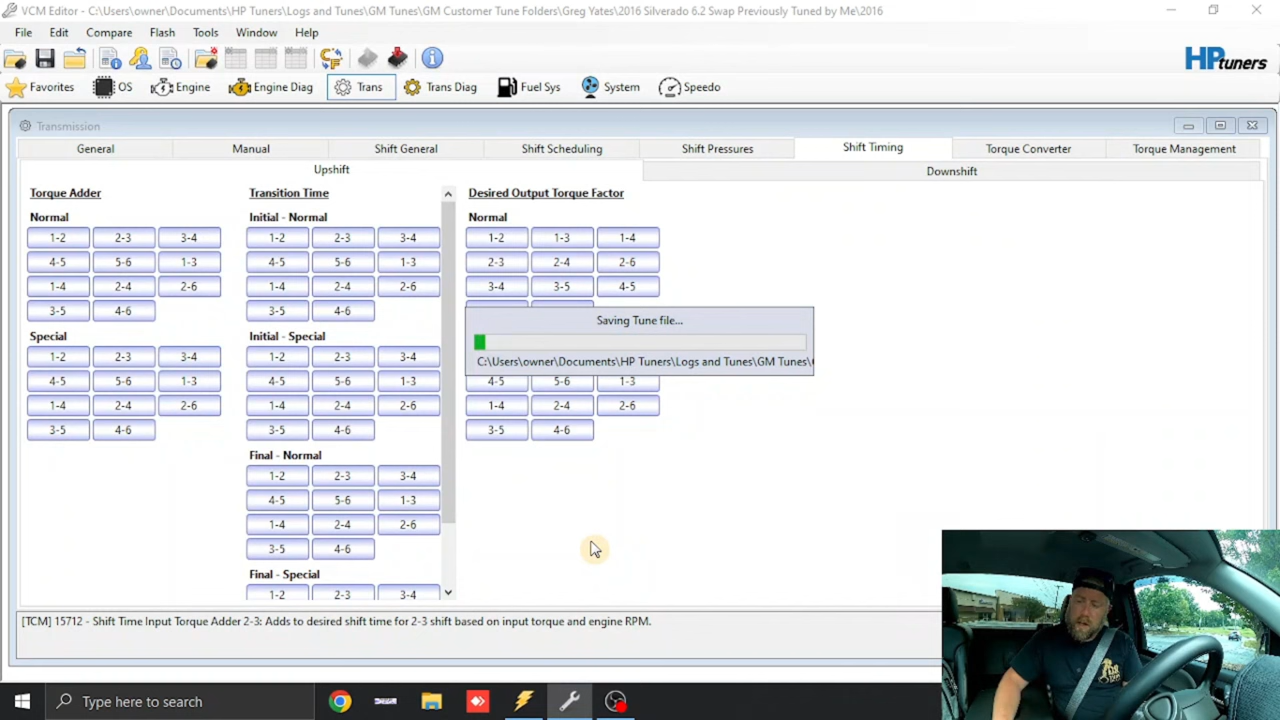 VCM Editor - C:\Users\owner\Documents\HP Tuners\Logs and Tunes\GM Tunes\GM Customer Tune Folders\Greg Yates\2016 Silverado 6.2 Swap Previously Tuned by Me\2016
File Edit Compare Flash Tools Window Help
HPtuners
Favorites OS Engine Engine Diag Trans Trans Diag Fuel Sys System Speedo
Transmission
General Manual Shift General Shift Scheduling Shift Pressures Shift Timing Torque Converter Torque Management
Upshift Downshift
Torque Adder Transition Time Desired Output Torque Factor
Normal Initial - Normal Normal
1-2 2-3 3-4 1-2 2-3 3-4 1-2 1-3 1-4
4-5 5-6 1-3 4-5 5-6 1-3 2-3 2-4 2-6
1-4 2-4 2-6 1-4 2-4 2-6 3-4 3-5 4-5
3-5 4-6 3-5 4-6
Saving Tune file...
Special Initial - Special
1-2 2-3 3-4 1-2 2-3 3-4
C:\Users\owner\Documents\HP Tuners\Logs and Tunes\GM Tunes\
4-5 5-6 1-3 4-5 5-6 1-3 4-5 5-6 1-3
1-4 2-4 2-6 1-4 2-4 2-6 1-4 2-4 2-6
3-5 4-6 3-5 4-6 3-5 4-6
Final - Normal
1-2 2-3 3-4
4-5 5-6 1-3
1-4 2-4 2-6
3-5 4-6
Final - Special
1-2 2-3 3-4
[TCM] 15712 - Shift Time Input Torque Adder 2-3: Adds to desired shift time for 2-3 shift based on input torque and engine RPM.
Type here to search